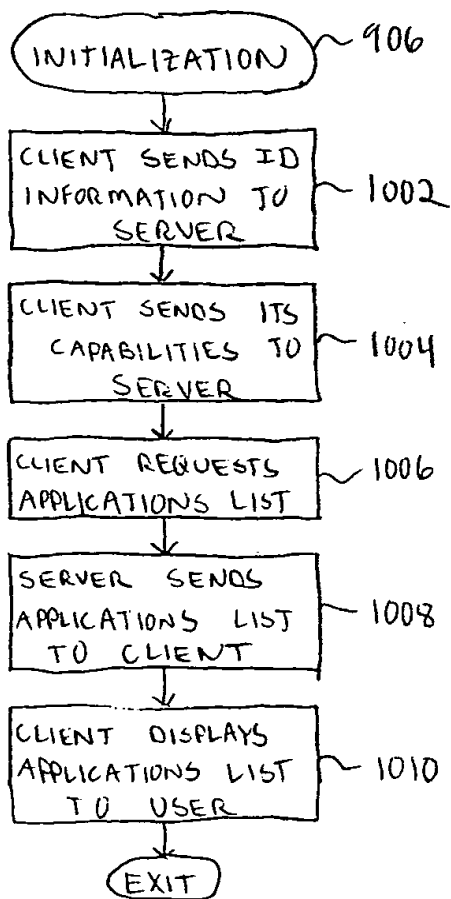 INITIALIZATION 906
CLIENT SENDS ID
INFORMATION TO
SERVER
1002
CLIENT SENDS ITS
CAPABILITIES TO
SERVER
1004
CLIENT REQUESTS
APPLICATIONS LIST
1006
SERVER SENDS
APPLICATIONS LIST
TO CLIENT
1008
CLIENT DISPLAYS
APPLICATIONS LIST
TO USER
1010
EXIT